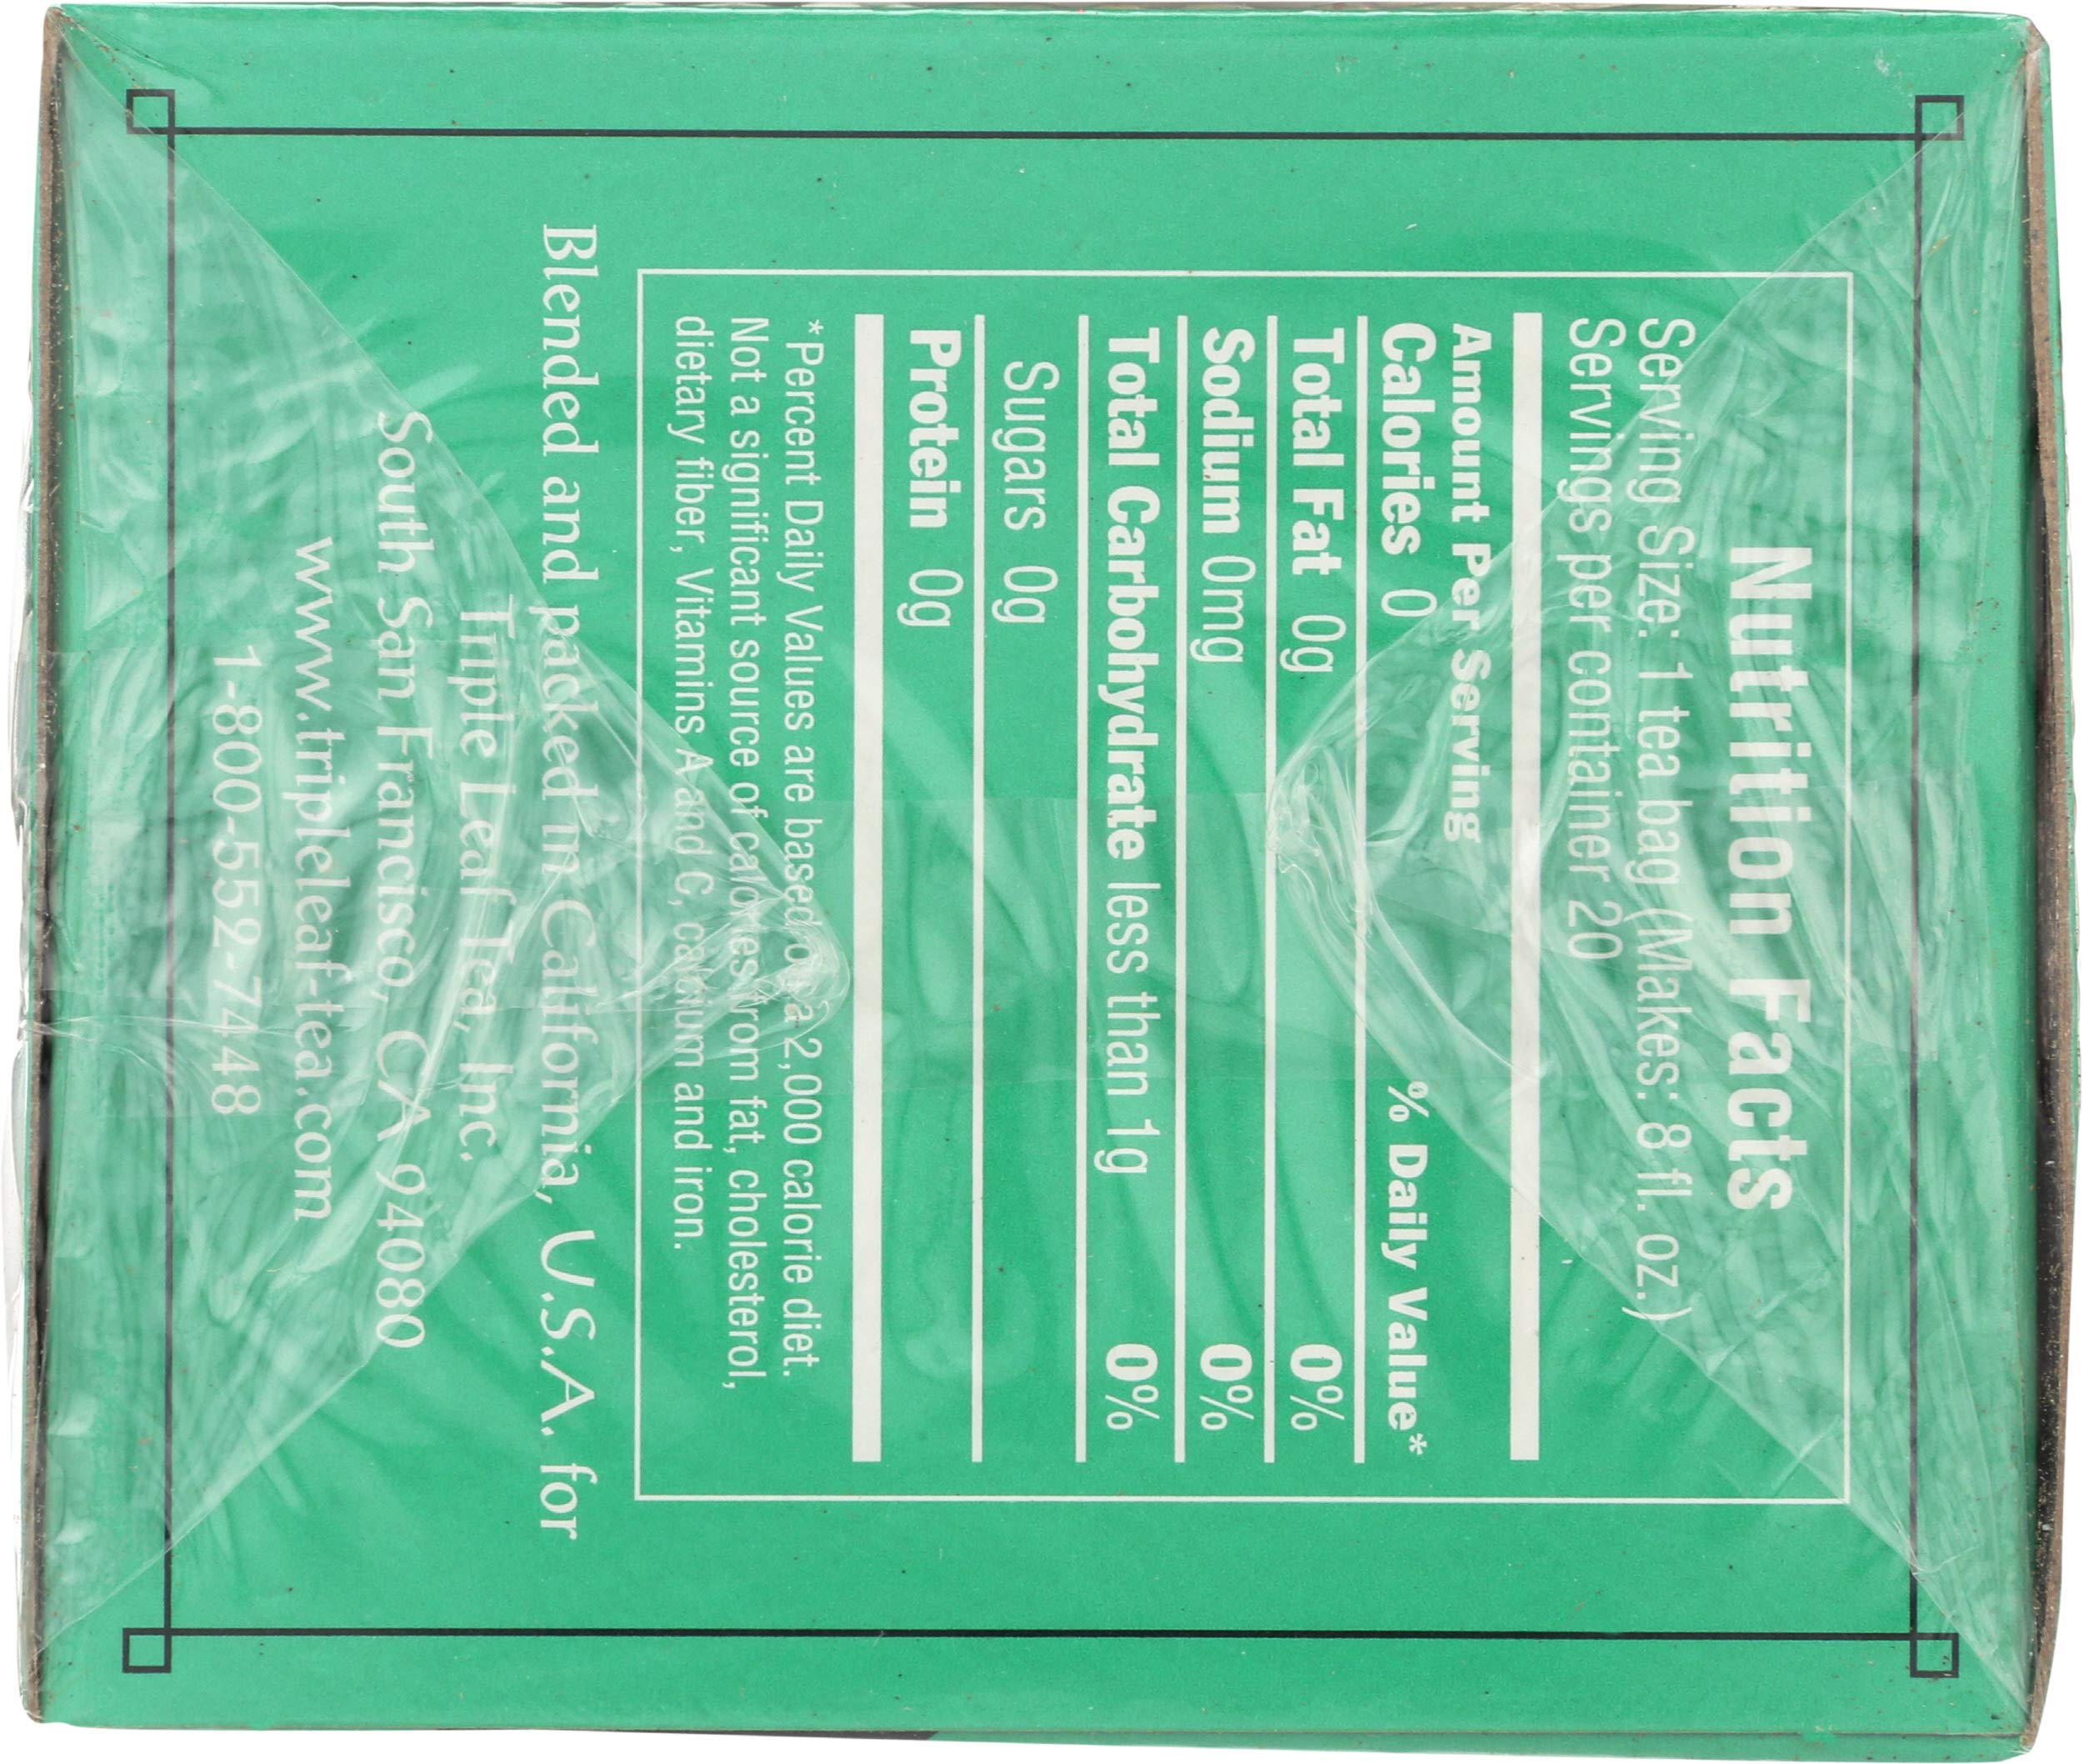 Nutrition Facts
Serving Size: 1 tea bag (Makes: 8 fl. oz.)
Servings per container 20
Amount Per Serving
Calories 0
% Daily Value*
Total Fat 0g 0%
Sodium 0mg 0%
Total Carbohydrate less than 1g 0%
Sugars 0g
Protein 0g
*Percent Daily Values are based on a 2,000 calorie diet.
Not a significant source of calories from fat, cholesterol,
dietary fiber, Vitamins A and C, calcium and iron.
Blended and packed in California, U.S.A. for
Triple Leaf Tea, Inc.
South San Francisco, CA 94080
www.tripleleaf-tea.com
1-800-552-7448